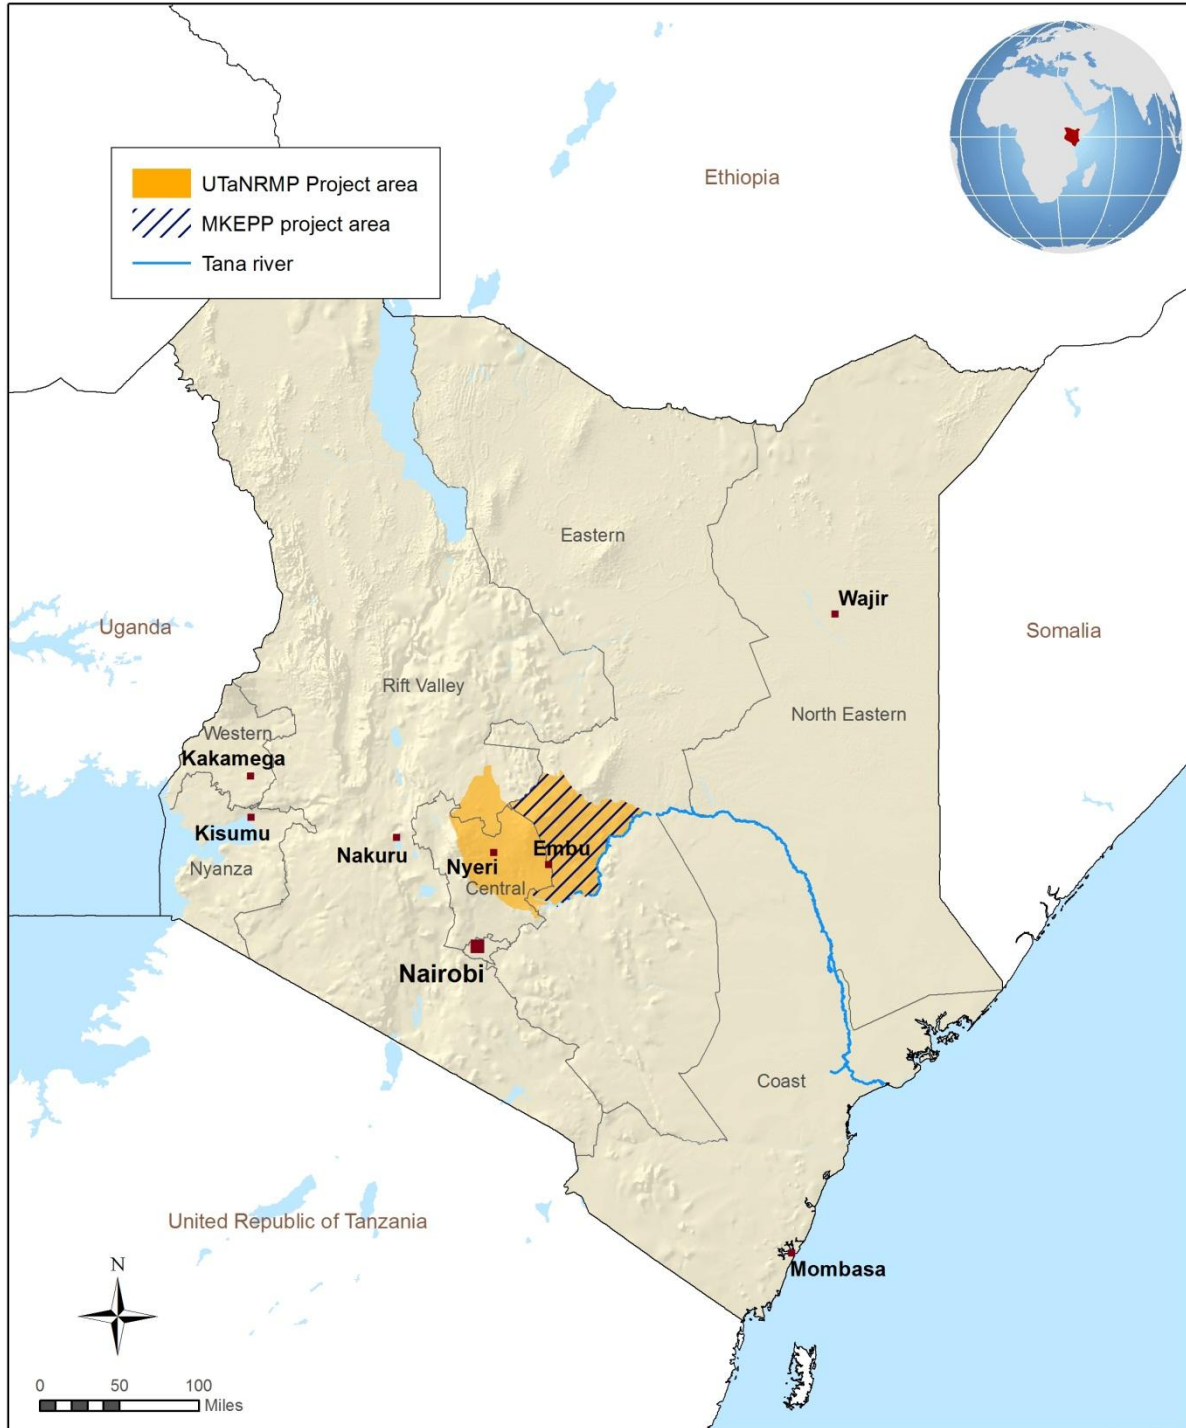 Ethiopia
UTaNRMP Project area
MKEPP project area
Tana river
Eastern
Wajir
Uganda
Somalia
Rift Valley
North Eastern
Western
Kakamega
Kisumu
Nakuru
Embu
Nyeri
Nyanza
Central
Nairobi
Coast
United Republic of Tanzania
N
Mombasa
0 50 100
Miles